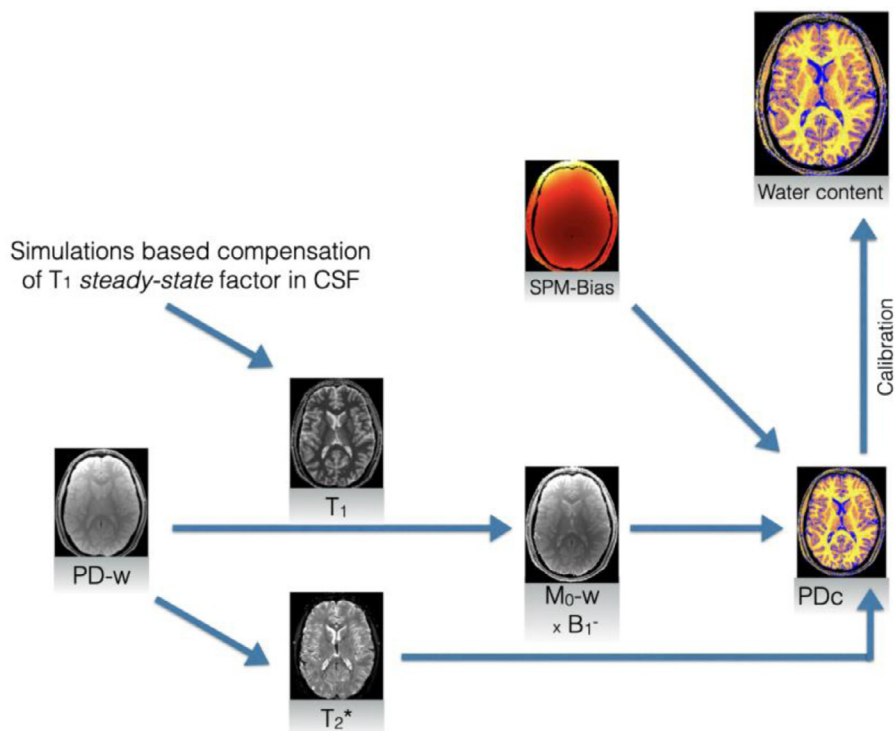 Water content
Simulations based compensation
of T₁ steady-state factor in CSF
SPM-Bias
Calibration
T₁
PD-w
M₀-w
x B₁-
PDc
T₂*